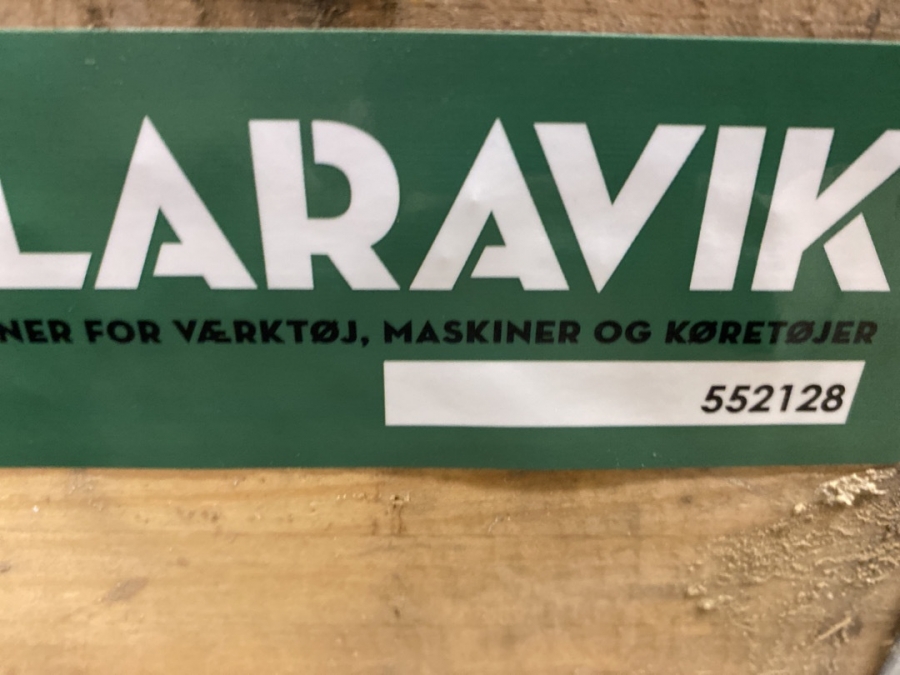 LARAVIK
NER FOR VÆRKTØJ, MASKINER OG KØRETØJER
552128